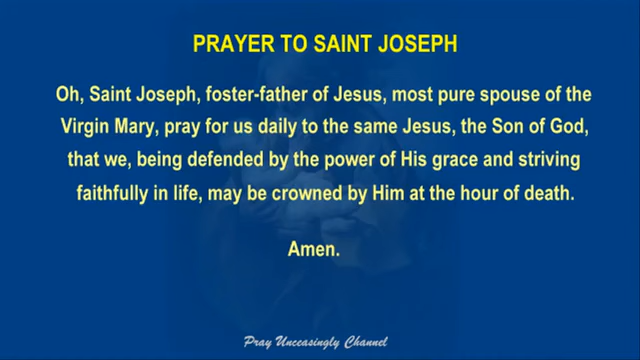 PRAYER TO SAINT JOSEPH
Oh, Saint Joseph, foster-father of Jesus, most pure spouse of the
Virgin Mary, pray for us daily to the same Jesus, the Son of God,
that we, being defended by the power of His grace and striving
faithfully in life, may be crowned by Him at the hour of death.
Amen.
Pray Unceasingly Channel